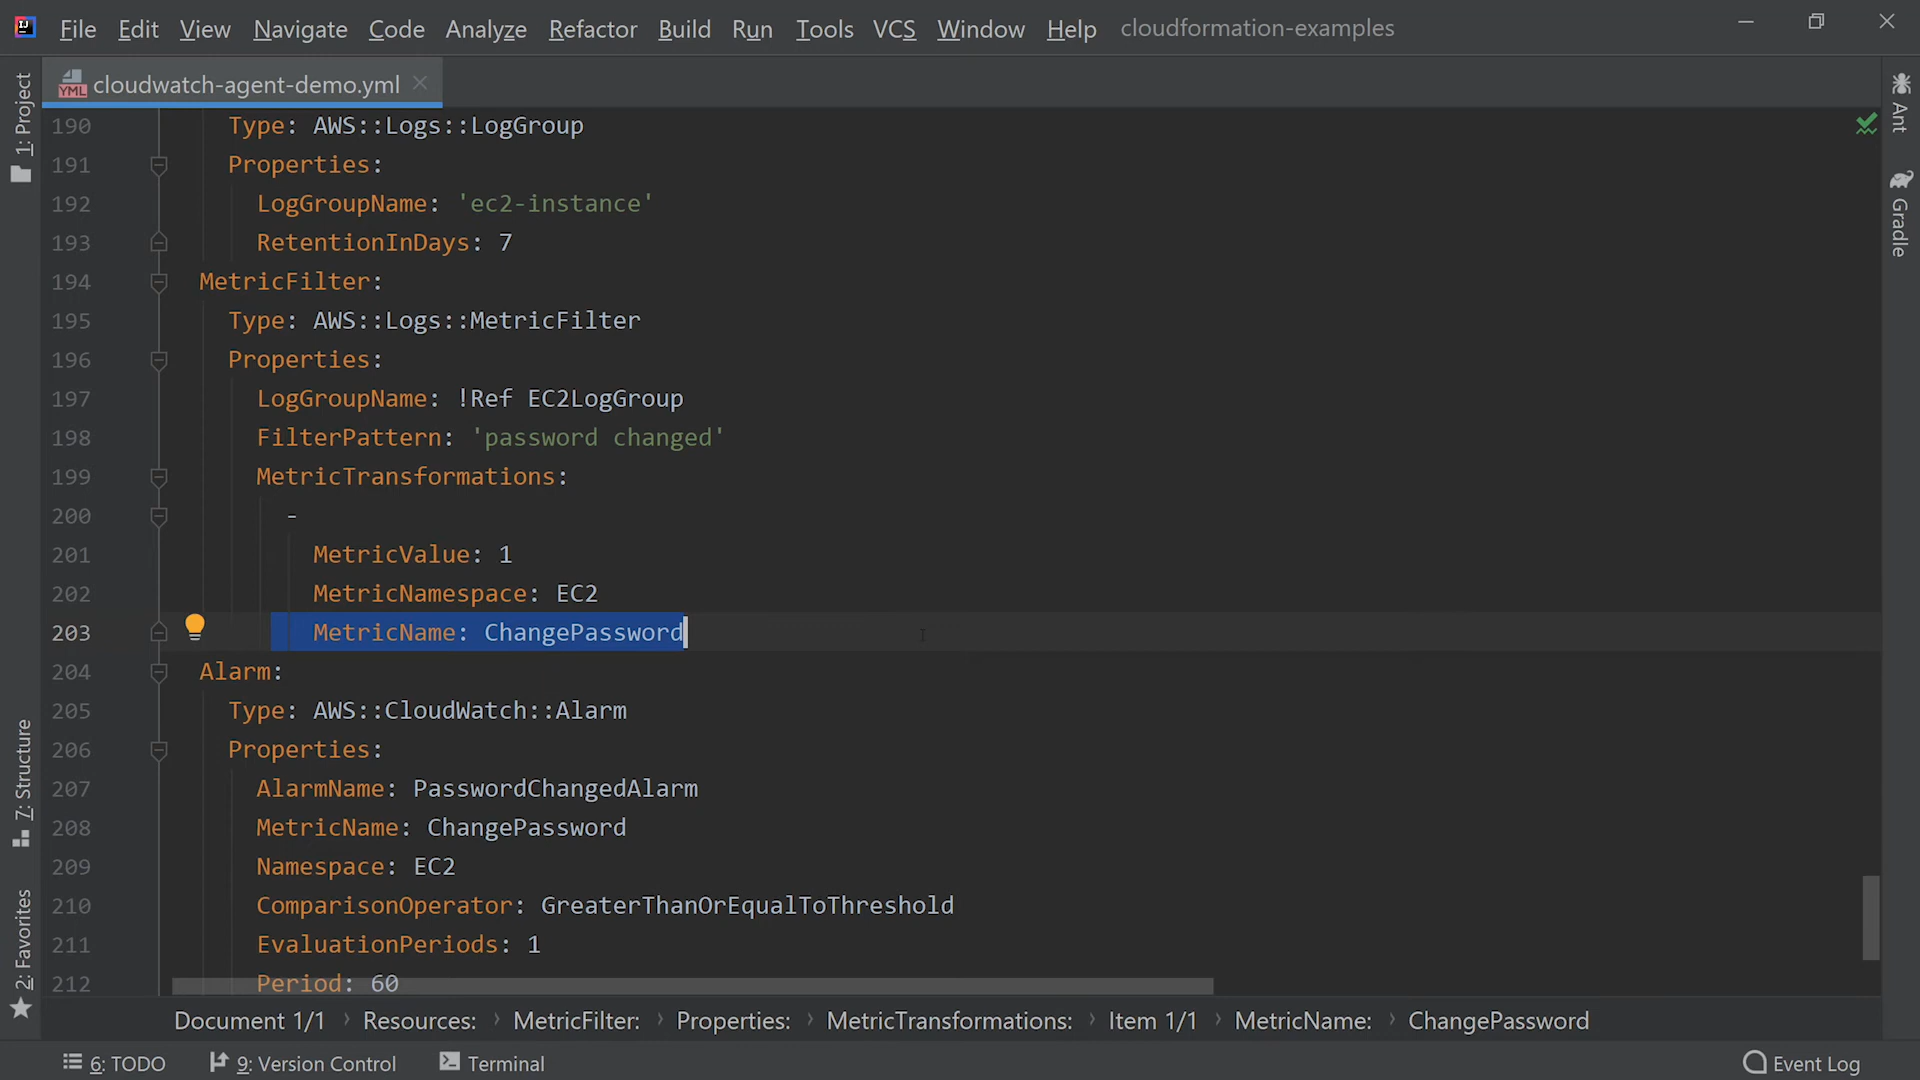 File Edit View Navigate Code Analyze Refactor Build Run Tools VCS Window Help cloudformation-examples
cloudwatch-agent-demo.yml
1: Project
7: Structure
2: Favorites
Ant
Gradle
190 Type: AWS::Logs::LogGroup
191 Properties:
192 LogGroupName: 'ec2-instance'
193 RetentionInDays: 7
194 MetricFilter:
195 Type: AWS::Logs::MetricFilter
196 Properties:
197 LogGroupName: !Ref EC2LogGroup
198 FilterPattern: 'password changed'
199 MetricTransformations:
200 -
201 MetricValue: 1
202 MetricNamespace: EC2
203 MetricName: ChangePassword
204 Alarm:
205 Type: AWS::CloudWatch::Alarm
206 Properties:
207 AlarmName: PasswordChangedAlarm
208 MetricName: ChangePassword
209 Namespace: EC2
210 ComparisonOperator: GreaterThanOrEqualToThreshold
211 EvaluationPeriods: 1
212 Period: 60
Document 1/1 › Resources: › MetricFilter: › Properties: › MetricTransformations: › Item 1/1 › MetricName: › ChangePassword
6: TODO 9: Version Control Terminal Event Log